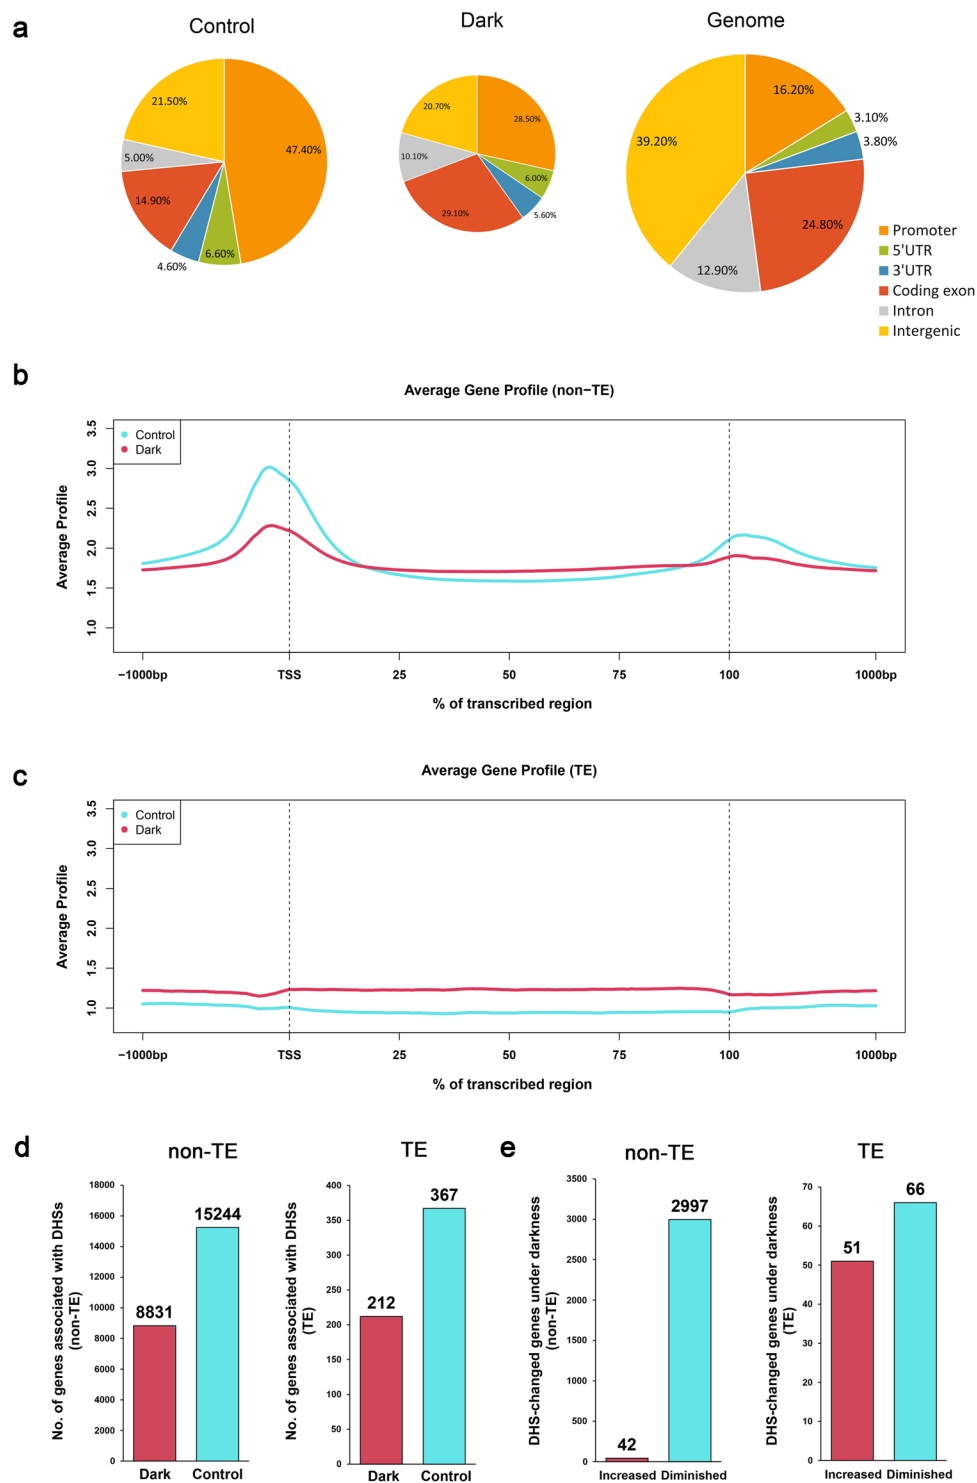 a
Control
Dark
Genome
47.40%
6.60%
4.60%
14.90%
5.00%
21.50%
28.50%
6.00%
5.60%
29.10%
10.10%
20.70%
16.20%
3.10%
3.80%
24.80%
12.90%
39.20%
Promoter
5'UTR
3'UTR
Coding exon
Intron
Intergenic
b
Average Gene Profile (non−TE)
Control
Dark
Average Profile
3.5
3.0
2.5
2.0
1.5
1.0
−1000bp
TSS
25
50
75
100
1000bp
% of transcribed region
c
Average Gene Profile (TE)
Control
Dark
Average Profile
3.5
3.0
2.5
2.0
1.5
1.0
−1000bp
TSS
25
50
75
100
1000bp
% of transcribed region
d
non-TE
No. of genes associated with DHSs
(non-TE)
18000
16000
14000
12000
10000
8000
6000
4000
2000
0
8831
15244
Dark
Control
TE
No. of genes associated with DHSs
(TE)
400
350
300
250
200
150
100
50
0
212
367
Dark
Control
e
non-TE
DHS-changed genes under darkness
(non-TE)
3000
2500
2000
1500
1000
500
0
42
2997
Increased
Diminished
TE
DHS-changed genes under darkness
(TE)
70
60
50
40
30
20
10
0
51
66
Increased
Diminished